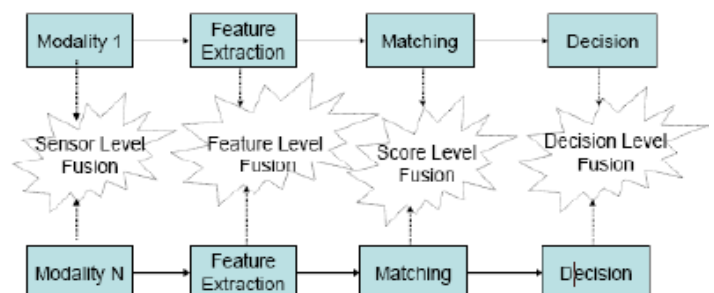 Modality 1
Feature
Extraction
Matching
Decision
Sensor Level
Fusion
Feature Level
Fusion
Score Level
Fusion
Decision Level
Fusion
Modality N
Feature
Extraction
Matching
Decision